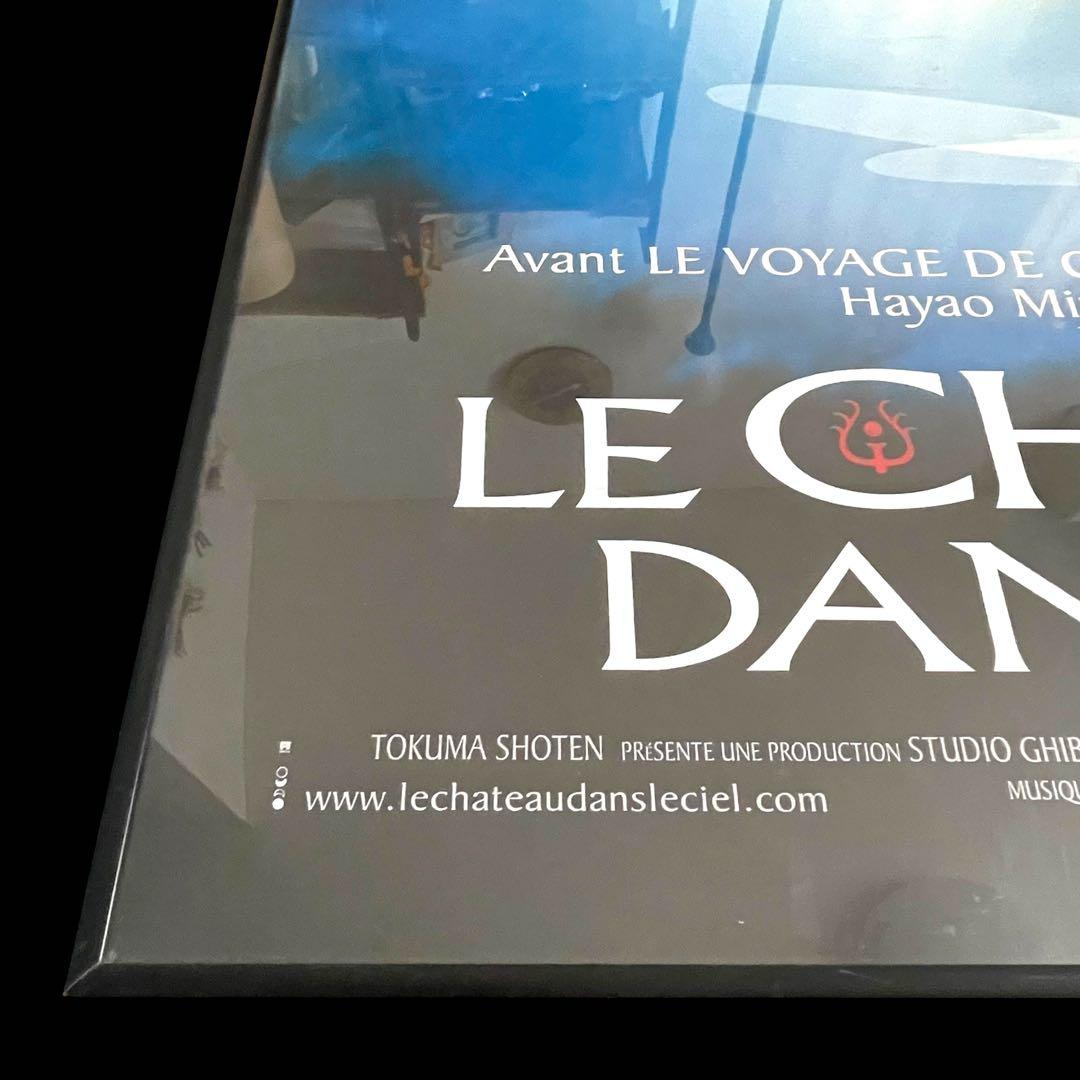 Avant LE VOYAGE DE
Hayao
LE CH
DAN
TOKUMA SHOTEN PRéSENTE UNE PRODUCTION STUDIO GHIB
www.lechateaudansleciel.com
MUSIQU